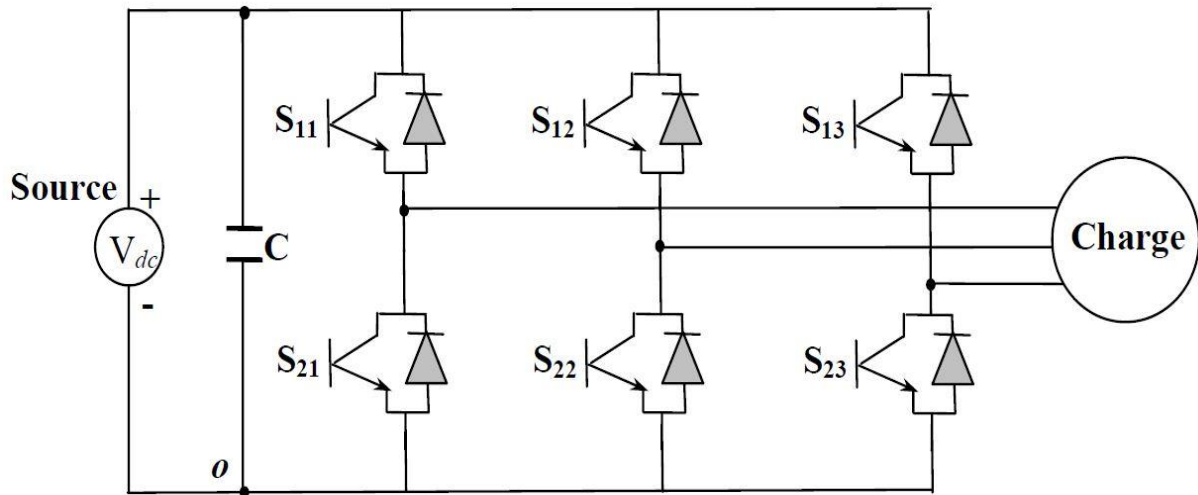 S11
S12
S13
Source
+
Vdc
C
Charge
-
S21
S22
S23
o